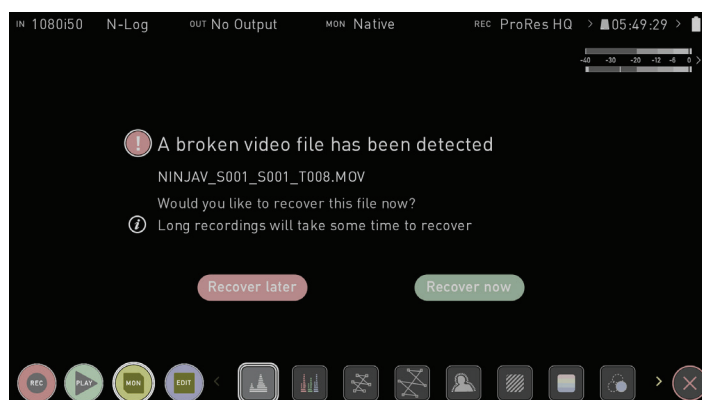 IN 1080i50 N-Log OUT No Output MON Native REC ProRes HQ > 05:49:29 >
-40 -30 -20 -12 -6 0 >
! A broken video file has been detected
NINJAV_S001_S001_T008.MOV
Would you like to recover this file now?
i Long recordings will take some time to recover
Recover later Recover now
REC PLAY MON EDIT < >